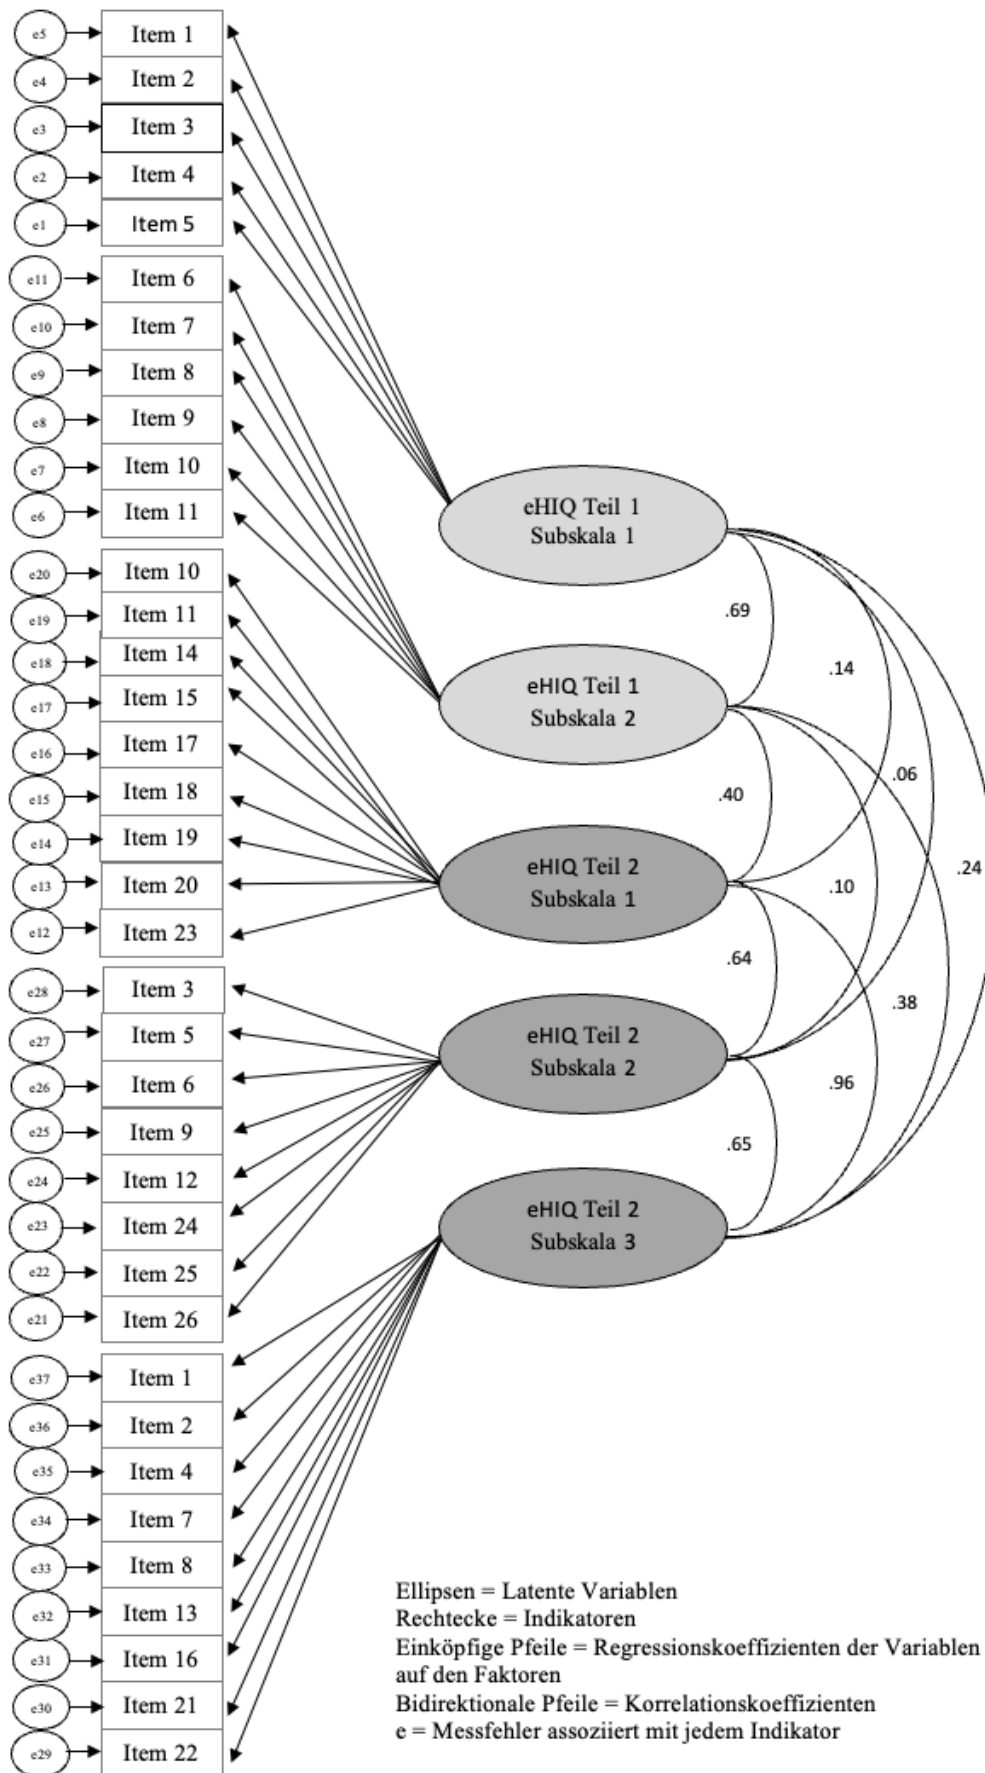 e5 Item 1
e4 Item 2
e3 Item 3
e2 Item 4
e1 Item 5
e11 Item 6
e10 Item 7
e9 Item 8
e8 Item 9
e7 Item 10
e6 Item 11
e20 Item 10
e19 Item 11
e18 Item 14
e17 Item 15
e16 Item 17
e15 Item 18
e14 Item 19
e13 Item 20
e12 Item 23
e28 Item 3
e27 Item 5
e26 Item 6
e25 Item 9
e24 Item 12
e23 Item 24
e22 Item 25
e21 Item 26
e37 Item 1
e36 Item 2
e35 Item 4
e34 Item 7
e33 Item 8
e32 Item 13
e31 Item 16
e30 Item 21
e29 Item 22
eHIQ Teil 1
Subskala 1
eHIQ Teil 1
Subskala 2
eHIQ Teil 2
Subskala 1
eHIQ Teil 2
Subskala 2
eHIQ Teil 2
Subskala 3
.69
.14
.06
.40
.24
.10
.64
.38
.96
.65
Ellipsen = Latente Variablen
Rechtecke = Indikatoren
Einköpfige Pfeile = Regressionskoeffizienten der Variablen
auf den Faktoren
Bidirektionale Pfeile = Korrelationskoeffizienten
e = Messfehler assoziiert mit jedem Indikator